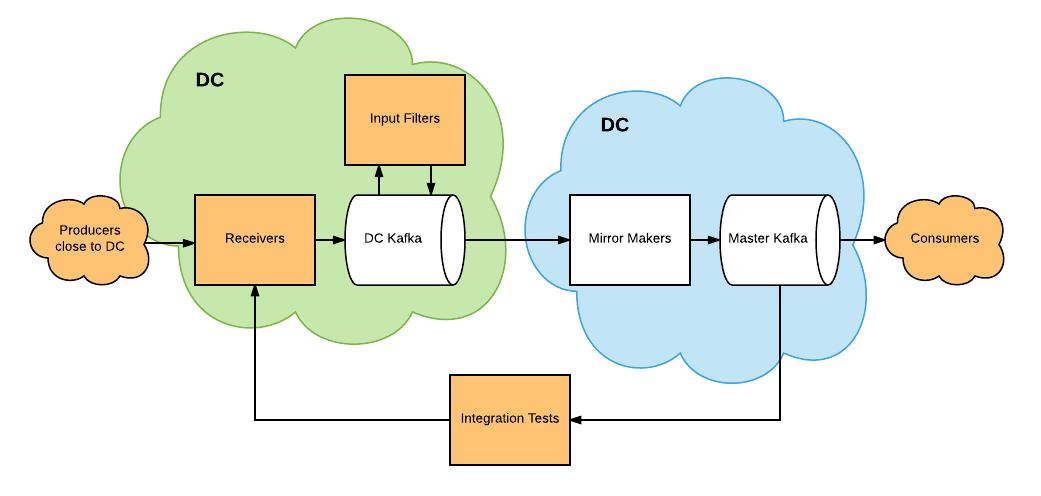 DC
Input Filters
DC
Producers
close to DC
Receivers
DC Kafka
Mirror Makers
Master Kafka
Consumers
Integration Tests